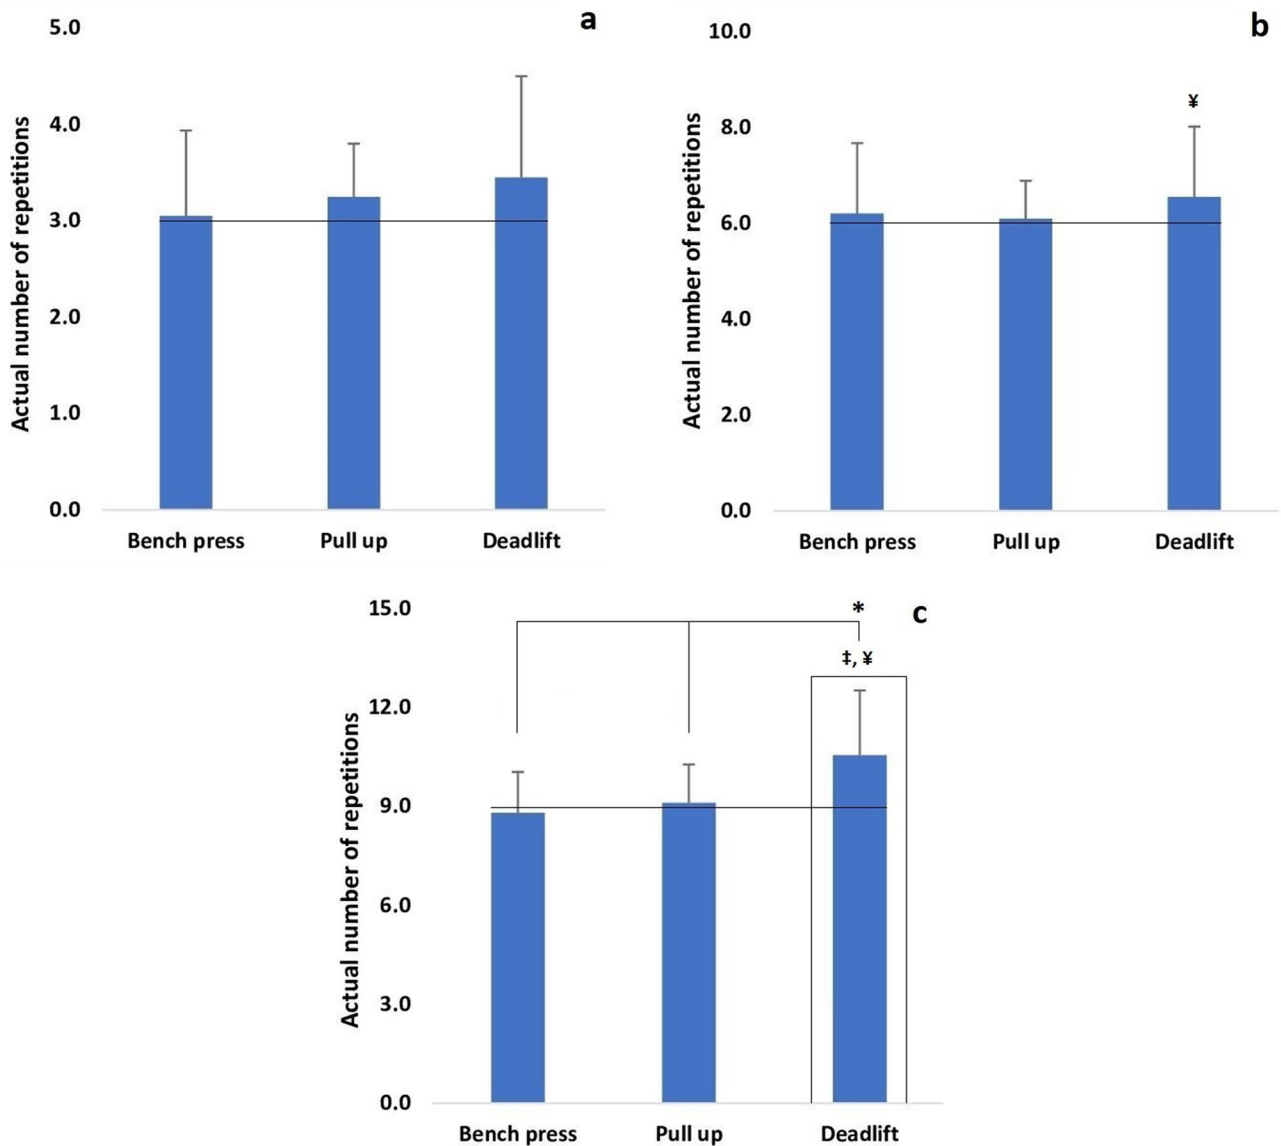 a
5.0
4.0
3.0
2.0
1.0
0.0
Actual number of repetitions
Bench press
Pull up
Deadlift
b
10.0
8.0
6.0
4.0
2.0
0.0
Actual number of repetitions
¥
Bench press
Pull up
Deadlift
c
15.0
12.0
9.0
6.0
3.0
0.0
Actual number of repetitions
*
‡, ¥
Bench press
Pull up
Deadlift